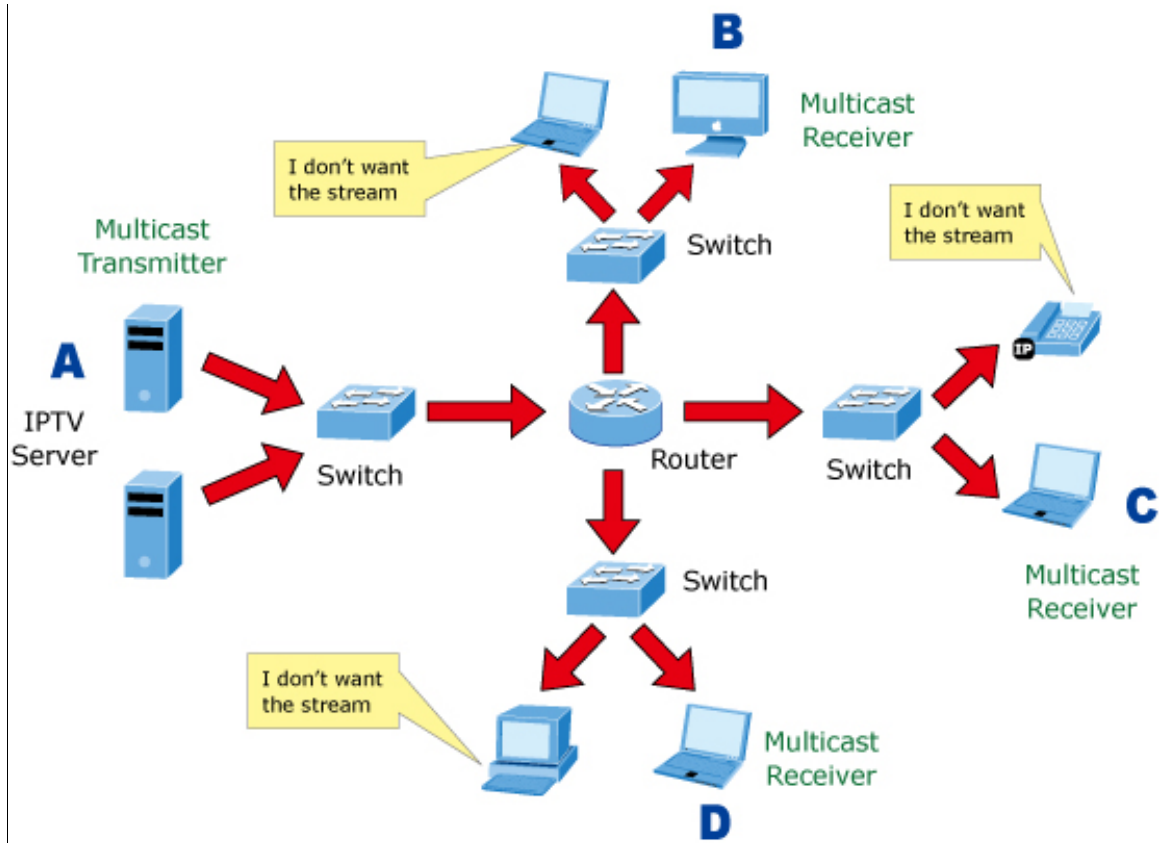 B
Multicast
Receiver
I don't want
the stream
Switch
I don't want
the stream
Multicast
Transmitter
A
IPTV
Server
Switch
Router
Switch
IP
C
Multicast
Receiver
Switch
I don't want
the stream
Multicast
Receiver
D